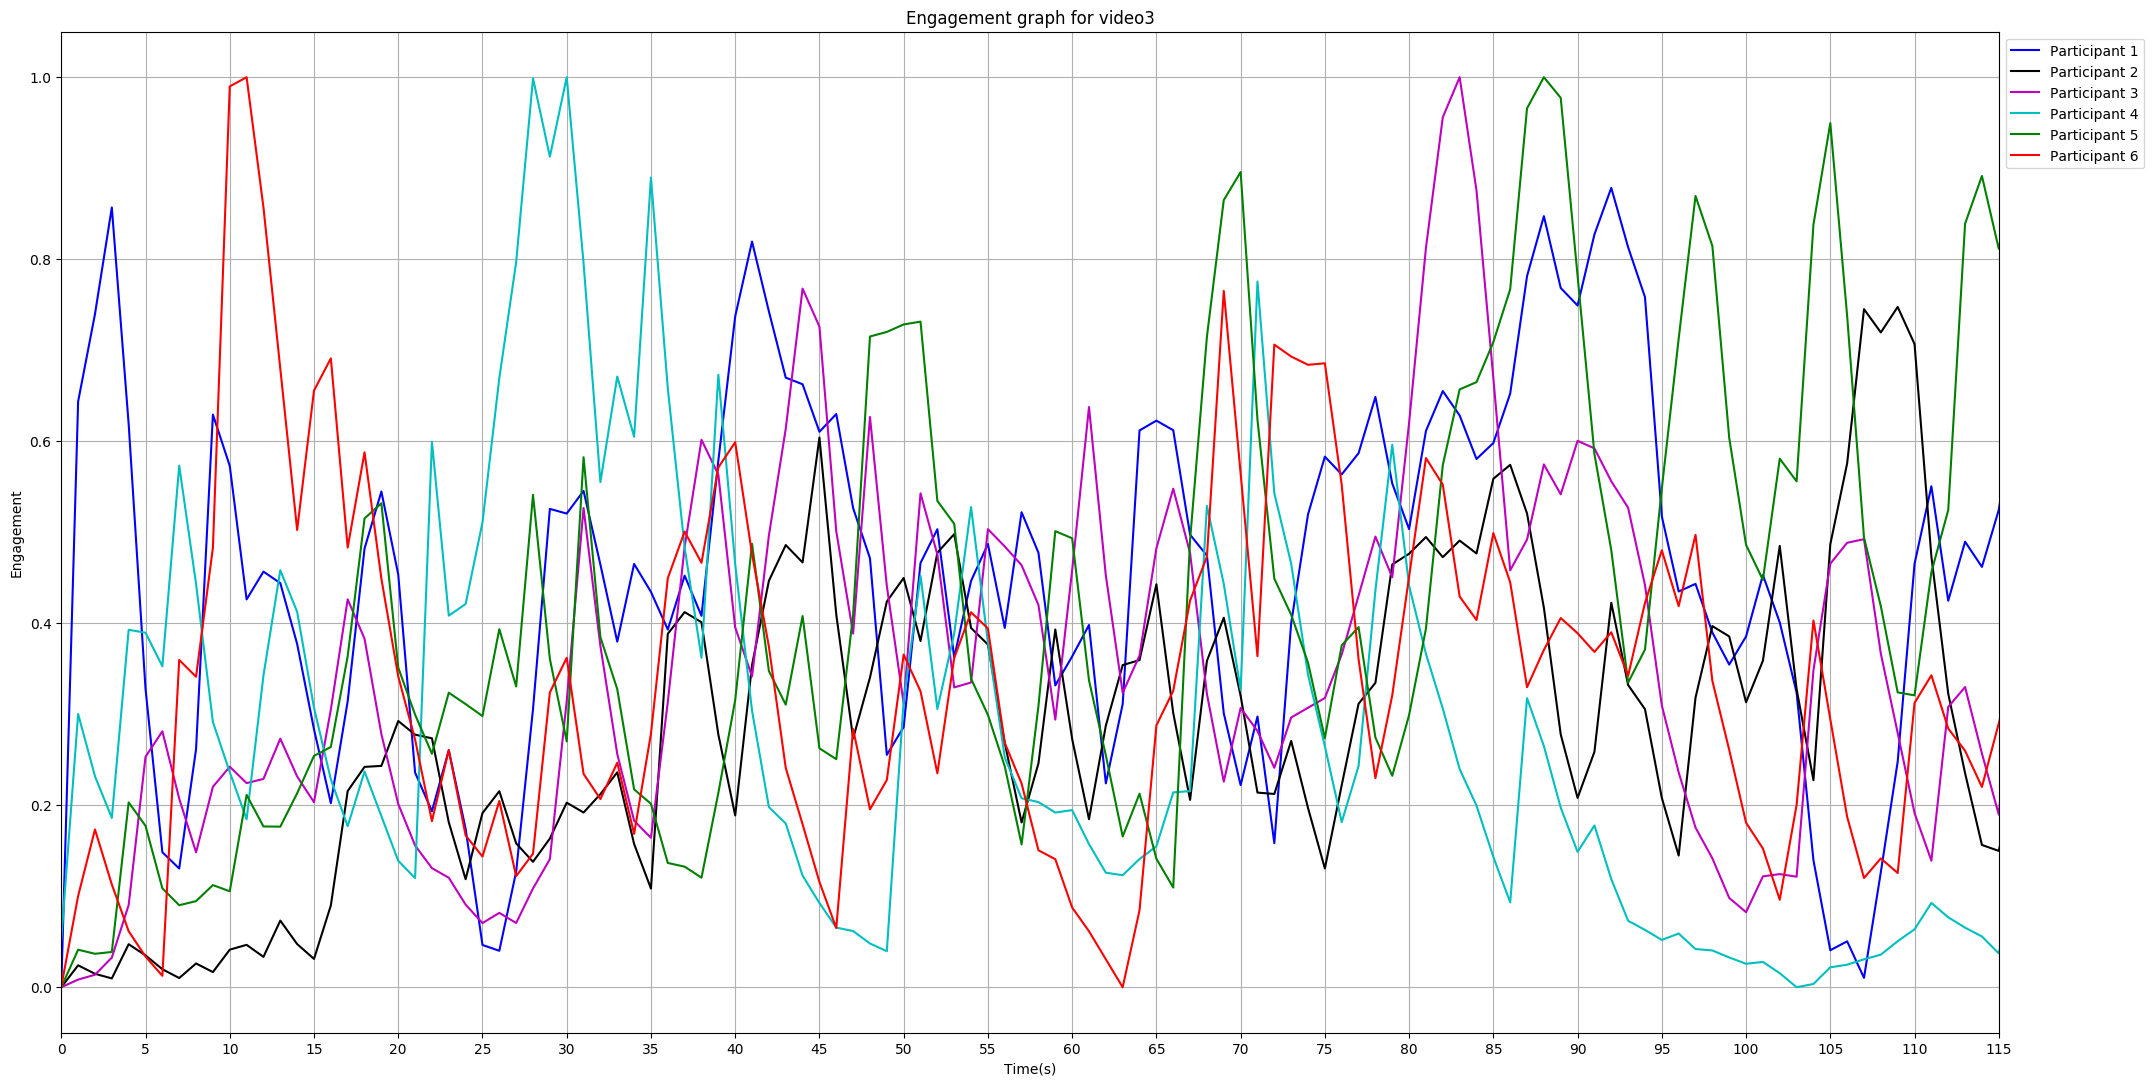 Engagement graph for video3
Participant 1
Participant 2
Participant 3
Participant 4
Participant 5
Participant 6
Engagement
1.0
0.8
0.6
0.4
0.2
0.0
0 5 10 15 20 25 30 35 40 45 50 55 60 65 70 75 80 85 90 95 100 105 110 115
Time(s)